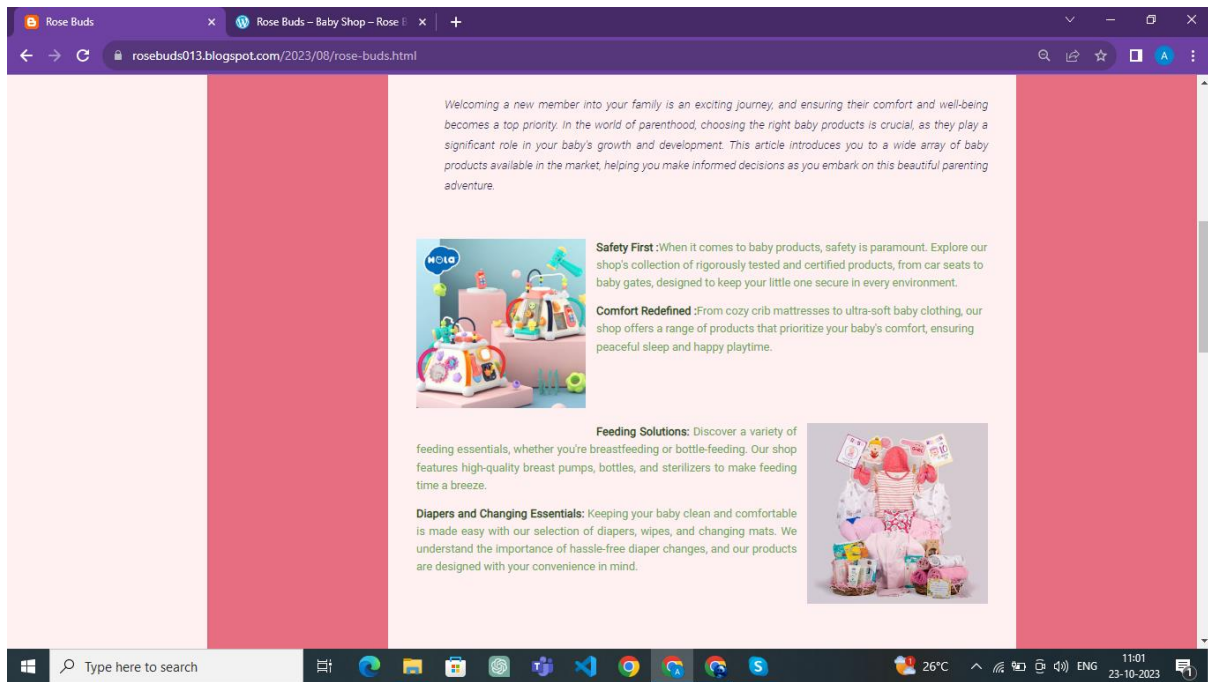 Rose Buds
Rose Buds – Baby Shop – Rose B
rosebuds013.blogspot.com/2023/08/rose-buds.html
A
Welcoming a new member into your family is an exciting journey, and ensuring their comfort and well-being
becomes a top priority. In the world of parenthood, choosing the right baby products is crucial, as they play a
significant role in your baby's growth and development. This article introduces you to a wide array of baby
products available in the market, helping you make informed decisions as you embark on this beautiful parenting
adventure.
HOLA
Safety First :When it comes to baby products, safety is paramount. Explore our
shop's collection of rigorously tested and certified products, from car seats to
baby gates, designed to keep your little one secure in every environment.
Comfort Redefined :From cozy crib mattresses to ultra-soft baby clothing, our
shop offers a range of products that prioritize your baby's comfort, ensuring
peaceful sleep and happy playtime.
Feeding Solutions: Discover a variety of
feeding essentials, whether you're breastfeeding or bottle-feeding. Our shop
features high-quality breast pumps, bottles, and sterilizers to make feeding
time a breeze.
Diapers and Changing Essentials: Keeping your baby clean and comfortable
is made easy with our selection of diapers, wipes, and changing mats. We
understand the importance of hassle-free diaper changes, and our products
are designed with your convenience in mind.
Type here to search
26°C
ENG
11:01
23-10-2023
1